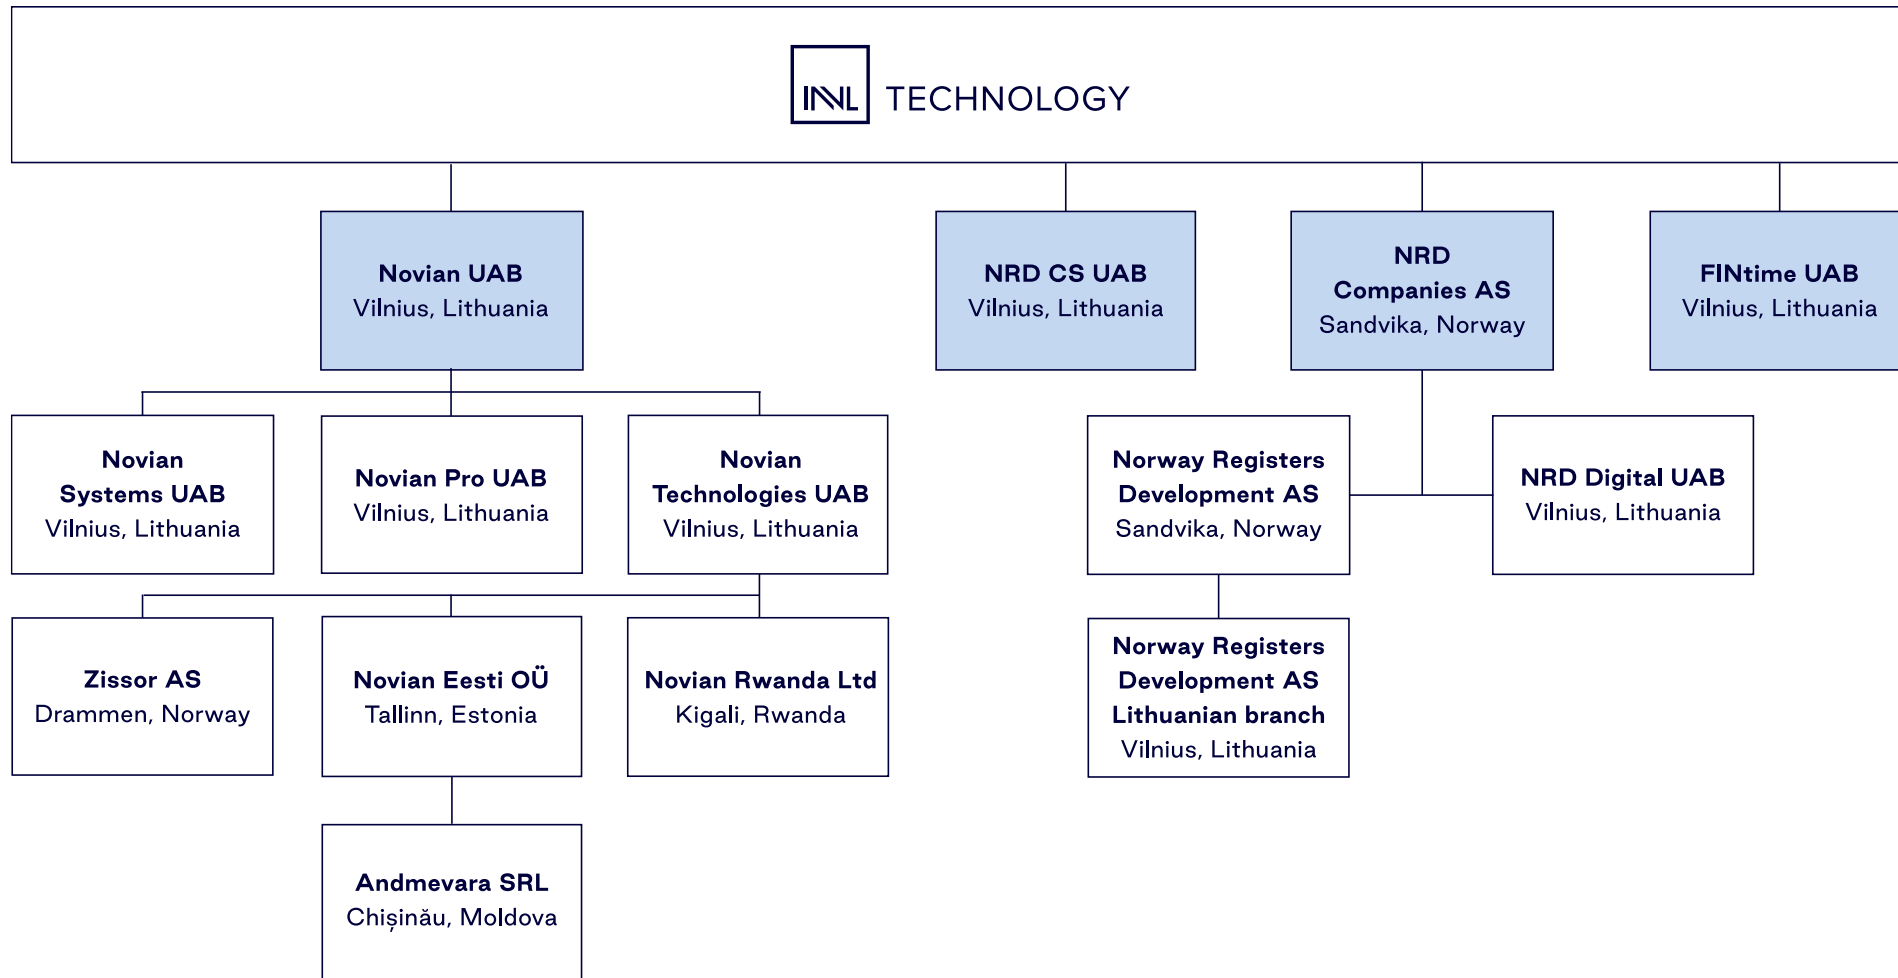 INVL TECHNOLOGY
Novian UAB
Vilnius, Lithuania
NRD CS UAB
Vilnius, Lithuania
NRD
Companies AS
Sandvika, Norway
FINtime UAB
Vilnius, Lithuania
Novian
Systems UAB
Vilnius, Lithuania
Novian Pro UAB
Vilnius, Lithuania
Novian
Technologies UAB
Vilnius, Lithuania
Norway Registers
Development AS
Sandvika, Norway
NRD Digital UAB
Vilnius, Lithuania
Zissor AS
Drammen, Norway
Novian Eesti OÜ
Tallinn, Estonia
Novian Rwanda Ltd
Kigali, Rwanda
Norway Registers
Development AS
Lithuanian branch
Vilnius, Lithuania
Andmevara SRL
Chișinău, Moldova